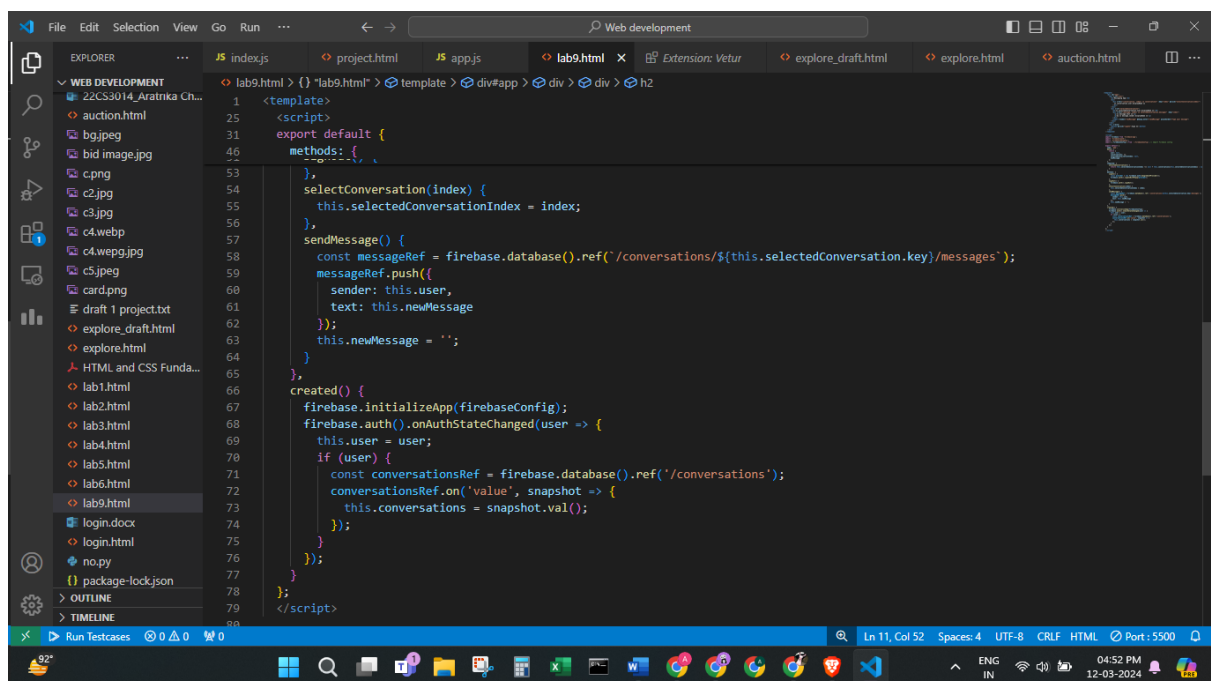 File Edit Selection View Go Run ··· Web development
EXPLORER ···
WEB DEVELOPMENT
22CS3014_Aratrika Ch...
auction.html
bg.jpeg
bid image.jpg
c.png
c2.jpg
c3.jpg
c4.webp
c4.wepg.jpg
c5.jpeg
card.png
draft 1 project.txt
explore_draft.html
explore.html
HTML and CSS Funda...
lab1.html
lab2.html
lab3.html
lab4.html
lab5.html
lab6.html
lab9.html
login.docx
login.html
no.py
package-lock.json
OUTLINE
TIMELINE
JS index.js project.html JS app.js lab9.html Extension: Vetur explore_draft.html explore.html auction.html
lab9.html > {} "lab9.html" > template > div#app > div > div > h2
1 <template>
25 <script>
31 export default {
46 methods: {
53 },
54 selectConversation(index) {
55 this.selectedConversationIndex = index;
56 },
57 sendMessage() {
58 const messageRef = firebase.database().ref(`/conversations/${this.selectedConversation.key}/messages`);
59 messageRef.push({
60 sender: this.user,
61 text: this.newMessage
62 });
63 this.newMessage = '';
64 }
65 },
66 created() {
67 firebase.initializeApp(firebaseConfig);
68 firebase.auth().onAuthStateChanged(user => {
69 this.user = user;
70 if (user) {
71 const conversationsRef = firebase.database().ref('/conversations');
72 conversationsRef.on('value', snapshot => {
73 this.conversations = snapshot.val();
74 });
75 }
76 });
77 }
78 };
79 </script>
80
Run Testcases 0 0 0 Ln 11, Col 52 Spaces: 4 UTF-8 CRLF HTML Port : 5500
92° ENG IN 04:52 PM 12-03-2024